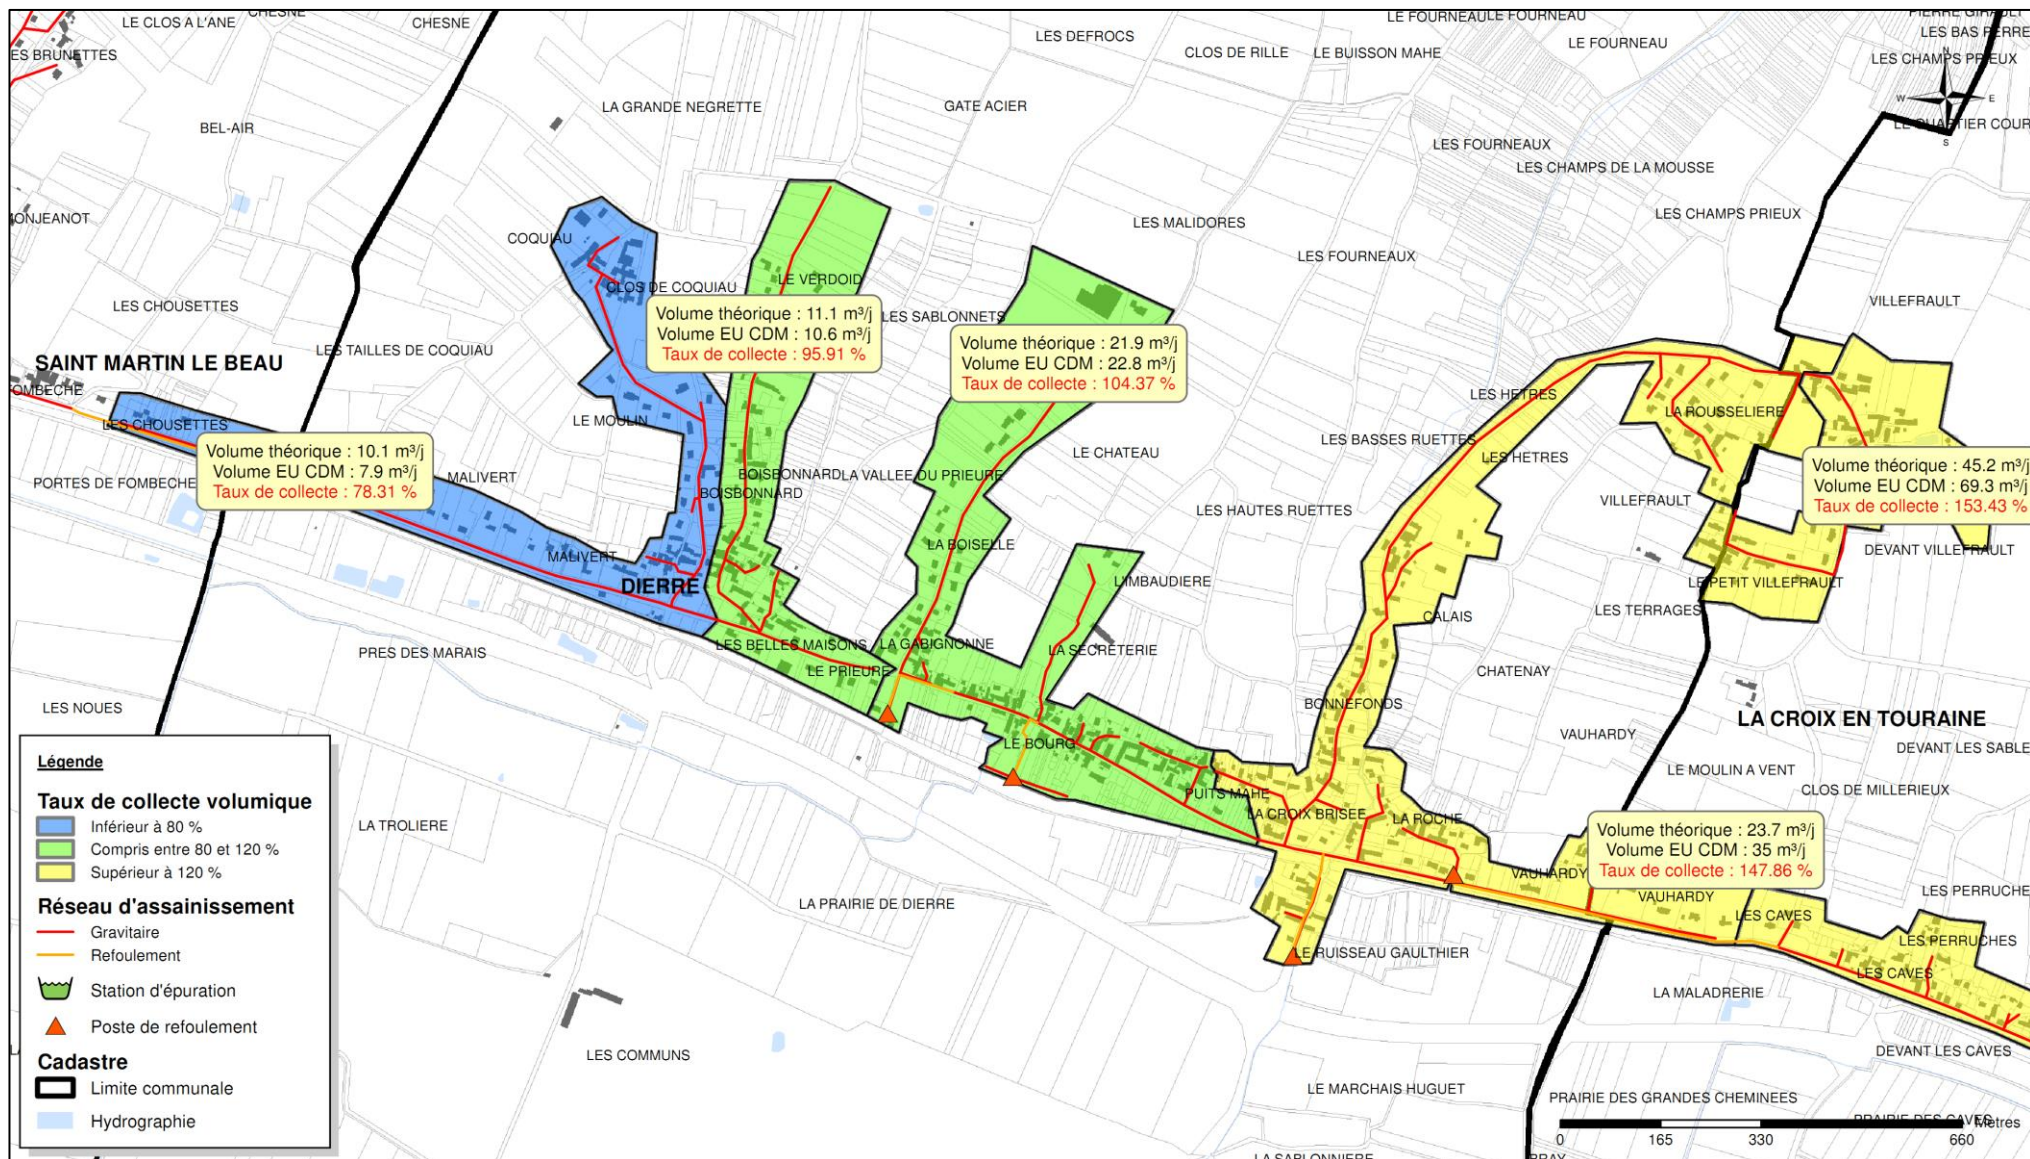 LE CLOS A L'ANE
CHESNE
CHESNE
LES DEFROCS
LE FOURNEAU
LE FOURNEAU
LE FOURNEAU
LE BUISSON MAHE
CLOS DE RILLE
LES CHAMPS PRIEUX
LA GRANDE NEGRETTE
GATE ACIER
N
W
E
S
BEL-AIR
LES FOURNEAUX
LES CHAMPS DE LA MOUSSE
LES CHAMPS PRIEUX
LES MALIDORES
COQUIAU
LES FOURNEAUX
LE VERDOID
CLOS DE COQUIAU
LES CHOUSETTES
VILLEFRAULT
LES SABLONNETS
Volume théorique : 11.1 m³/j
Volume EU CDM : 10.6 m³/j
Taux de collecte : 95.91 %
Volume théorique : 21.9 m³/j
Volume EU CDM : 22.8 m³/j
Taux de collecte : 104.37 %
LES TAILLES DE COQUIAU
SAINT MARTIN LE BEAU
LES HETRES
LA ROUSSELIERE
LES CHOUSETTES
LE MOULIN
LES BASSES RUETTES
LE CHATEAU
LES HETRES
Volume théorique : 10.1 m³/j
Volume EU CDM : 7.9 m³/j
Taux de collecte : 78.31 %
Volume théorique : 45.2 m³/j
Volume EU CDM : 69.3 m³/j
Taux de collecte : 153.43 %
PORTES DE FOMBECHE
MALIVERT
BOISBONNARD
LA VALLEE DU PRIEURE
BOISBONNARD
VILLEFRAULT
LES HAUTES RUETTES
LA BOISELLE
DEVANT VILLEFRAULT
MALIVERT
DIERRE
L'IMBAUDIERE
LE PETIT VILLEFRAULT
LES TERRAGES
CALAIS
LES BELLES MAISONS
LA GABIGNONNE
LA SECRETERIE
PRES DES MARAIS
LE PRIEURE
CHATENAY
BONNEFONDS
LES NOUES
LA CROIX EN TOURAINE
VAUHARDY
LE BOURG
LE MOULIN A VENT
CLOS DE MILLERIEUX
PUITS MAHE
LA CROIX BRISEE
LA ROCHE
LA TROLIERE
Volume théorique : 23.7 m³/j
Volume EU CDM : 35 m³/j
Taux de collecte : 147.86 %
VAUHARDY
VAUHARDY
LES CAVES
LA PRAIRIE DE DIERRE
LES PERRUCHES
LE RUISSEAU GAULTHIER
LES CAVES
LA MALADRERIE
LES COMMUNS
DEVANT LES CAVES
LE MARCHAIS HUGUET
PRAIRIE DES GRANDES CHEMINEES
PRAIRIE DES CAVES
Mètres
0
165
330
660
Légende
Taux de collecte volumique
Inférieur à 80 %
Compris entre 80 et 120 %
Supérieur à 120 %
Réseau d'assainissement
Gravitaire
Refoulement
Station d'épuration
Poste de refoulement
Cadastre
Limite communale
Hydrographie